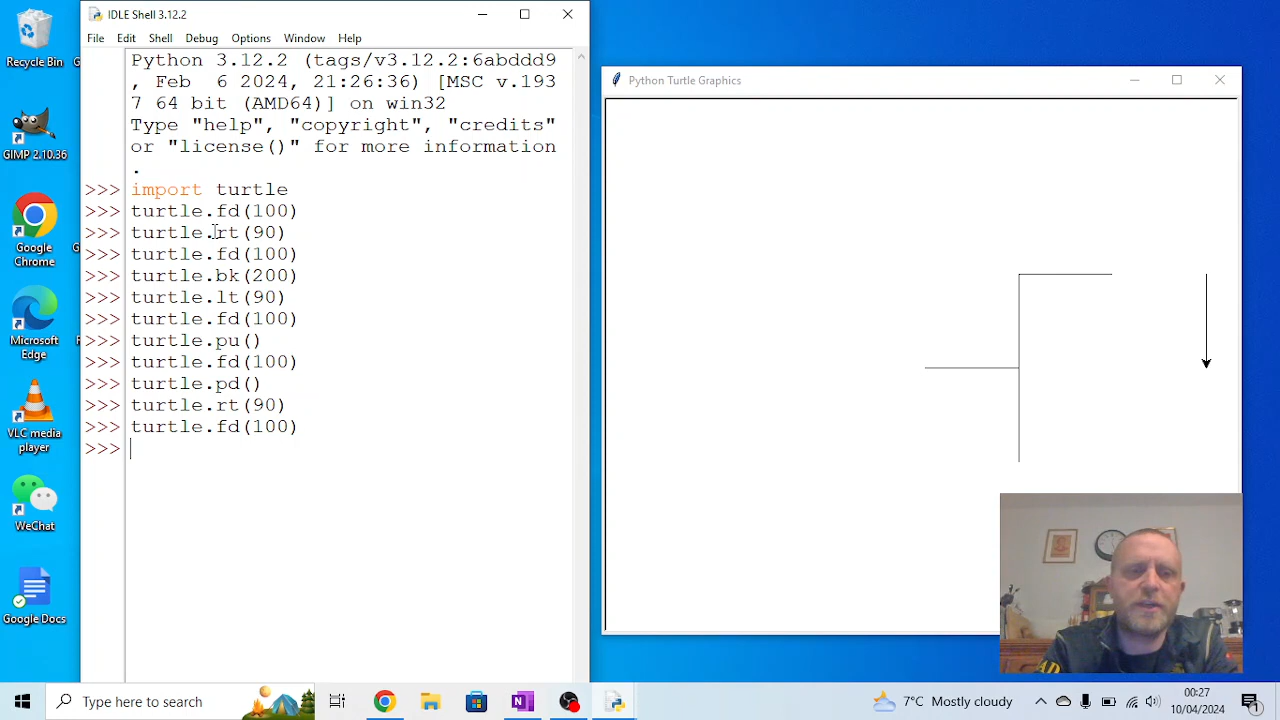 Recycle Bin
GIMP 2.10.36
Google
Chrome
Microsoft
Edge
VLC media
player
WeChat
Google Docs
IDLE Shell 3.12.2
File Edit Shell Debug Options Window Help
Python 3.12.2 (tags/v3.12.2:6abddd9
, Feb  6 2024, 21:26:36) [MSC v.193
7 64 bit (AMD64)] on win32
Type "help", "copyright", "credits"
or "license()" for more information
.
>>> import turtle
>>> turtle.fd(100)
>>> turtle.rt(90)
>>> turtle.fd(100)
>>> turtle.bk(200)
>>> turtle.lt(90)
>>> turtle.fd(100)
>>> turtle.pu()
>>> turtle.fd(100)
>>> turtle.pd()
>>> turtle.rt(90)
>>> turtle.fd(100)
>>>
Python Turtle Graphics
Type here to search
7°C Mostly cloudy
00:27
10/04/2024